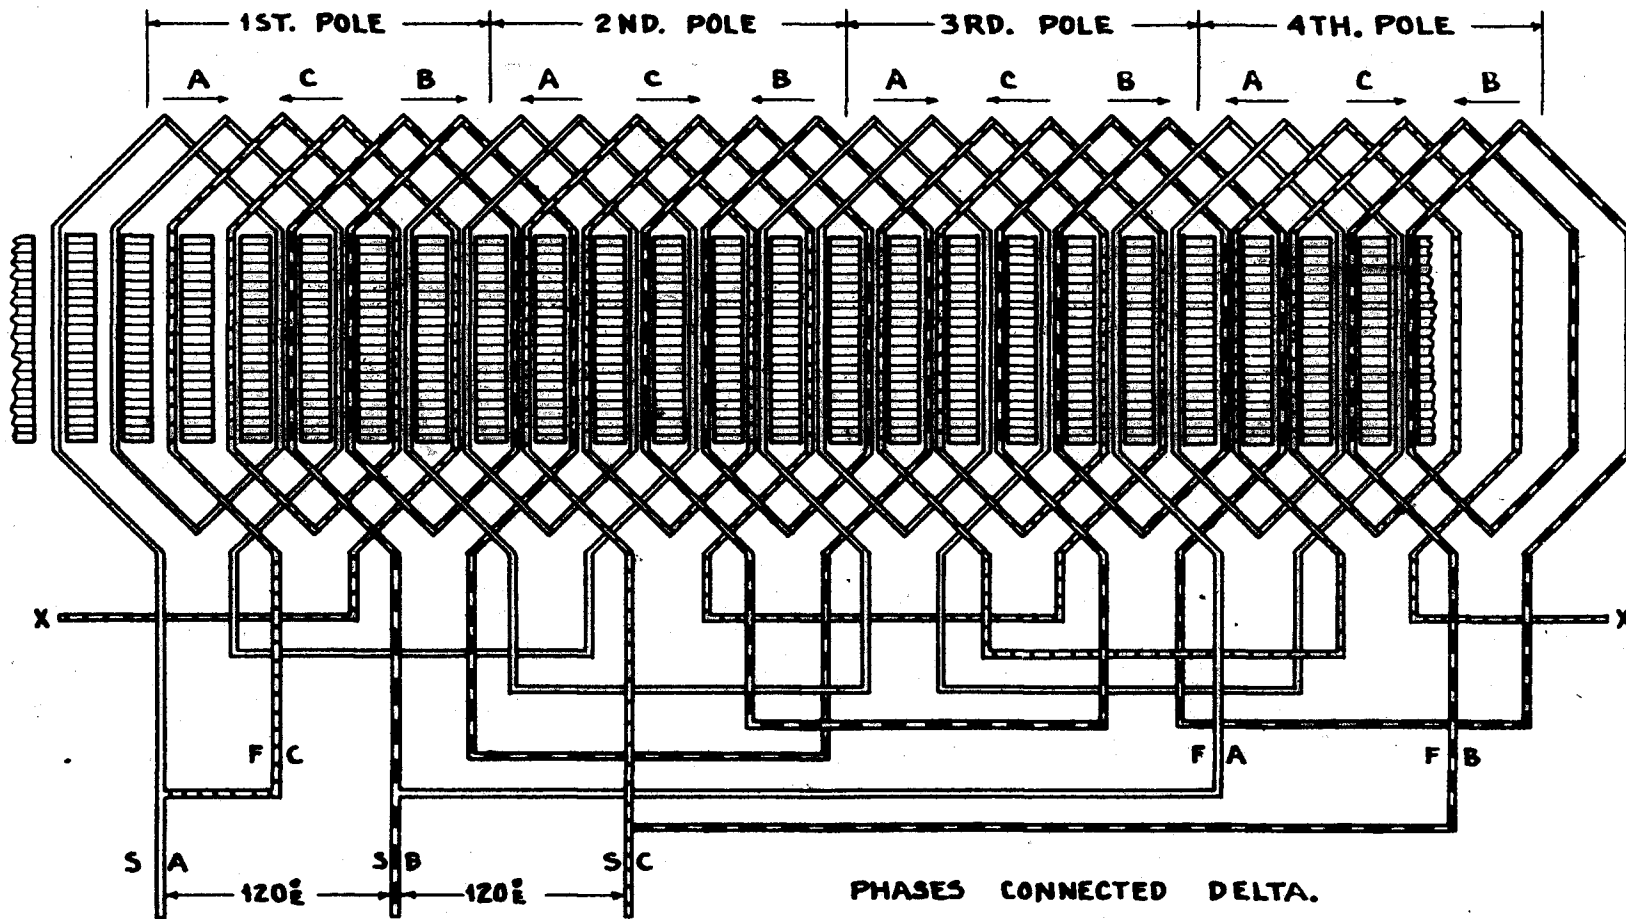 1ST. POLE 2ND. POLE 3RD. POLE 4TH. POLE
A C B A C B A C B A C B
X X
F C F A F B
S A S B S C
120°E 120°E
PHASES CONNECTED DELTA.